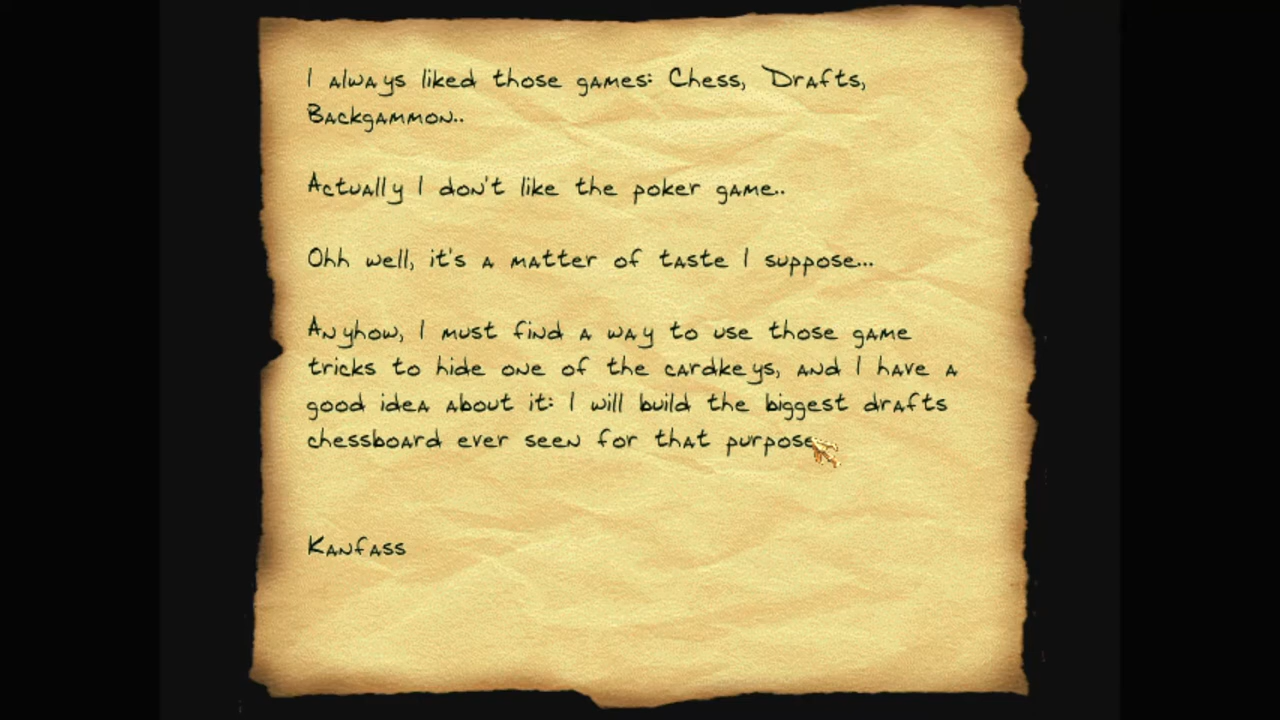 I always liked those games: Chess, Drafts,
Backgammon..
Actually I don't like the poker game..
Ohh well, it's a matter of taste I suppose...
Anyhow, I must find a way to use those game
tricks to hide one of the cardkeys, and I have a
good idea about it: I will build the biggest drafts
chessboard ever seen for that purpose
Kanfass